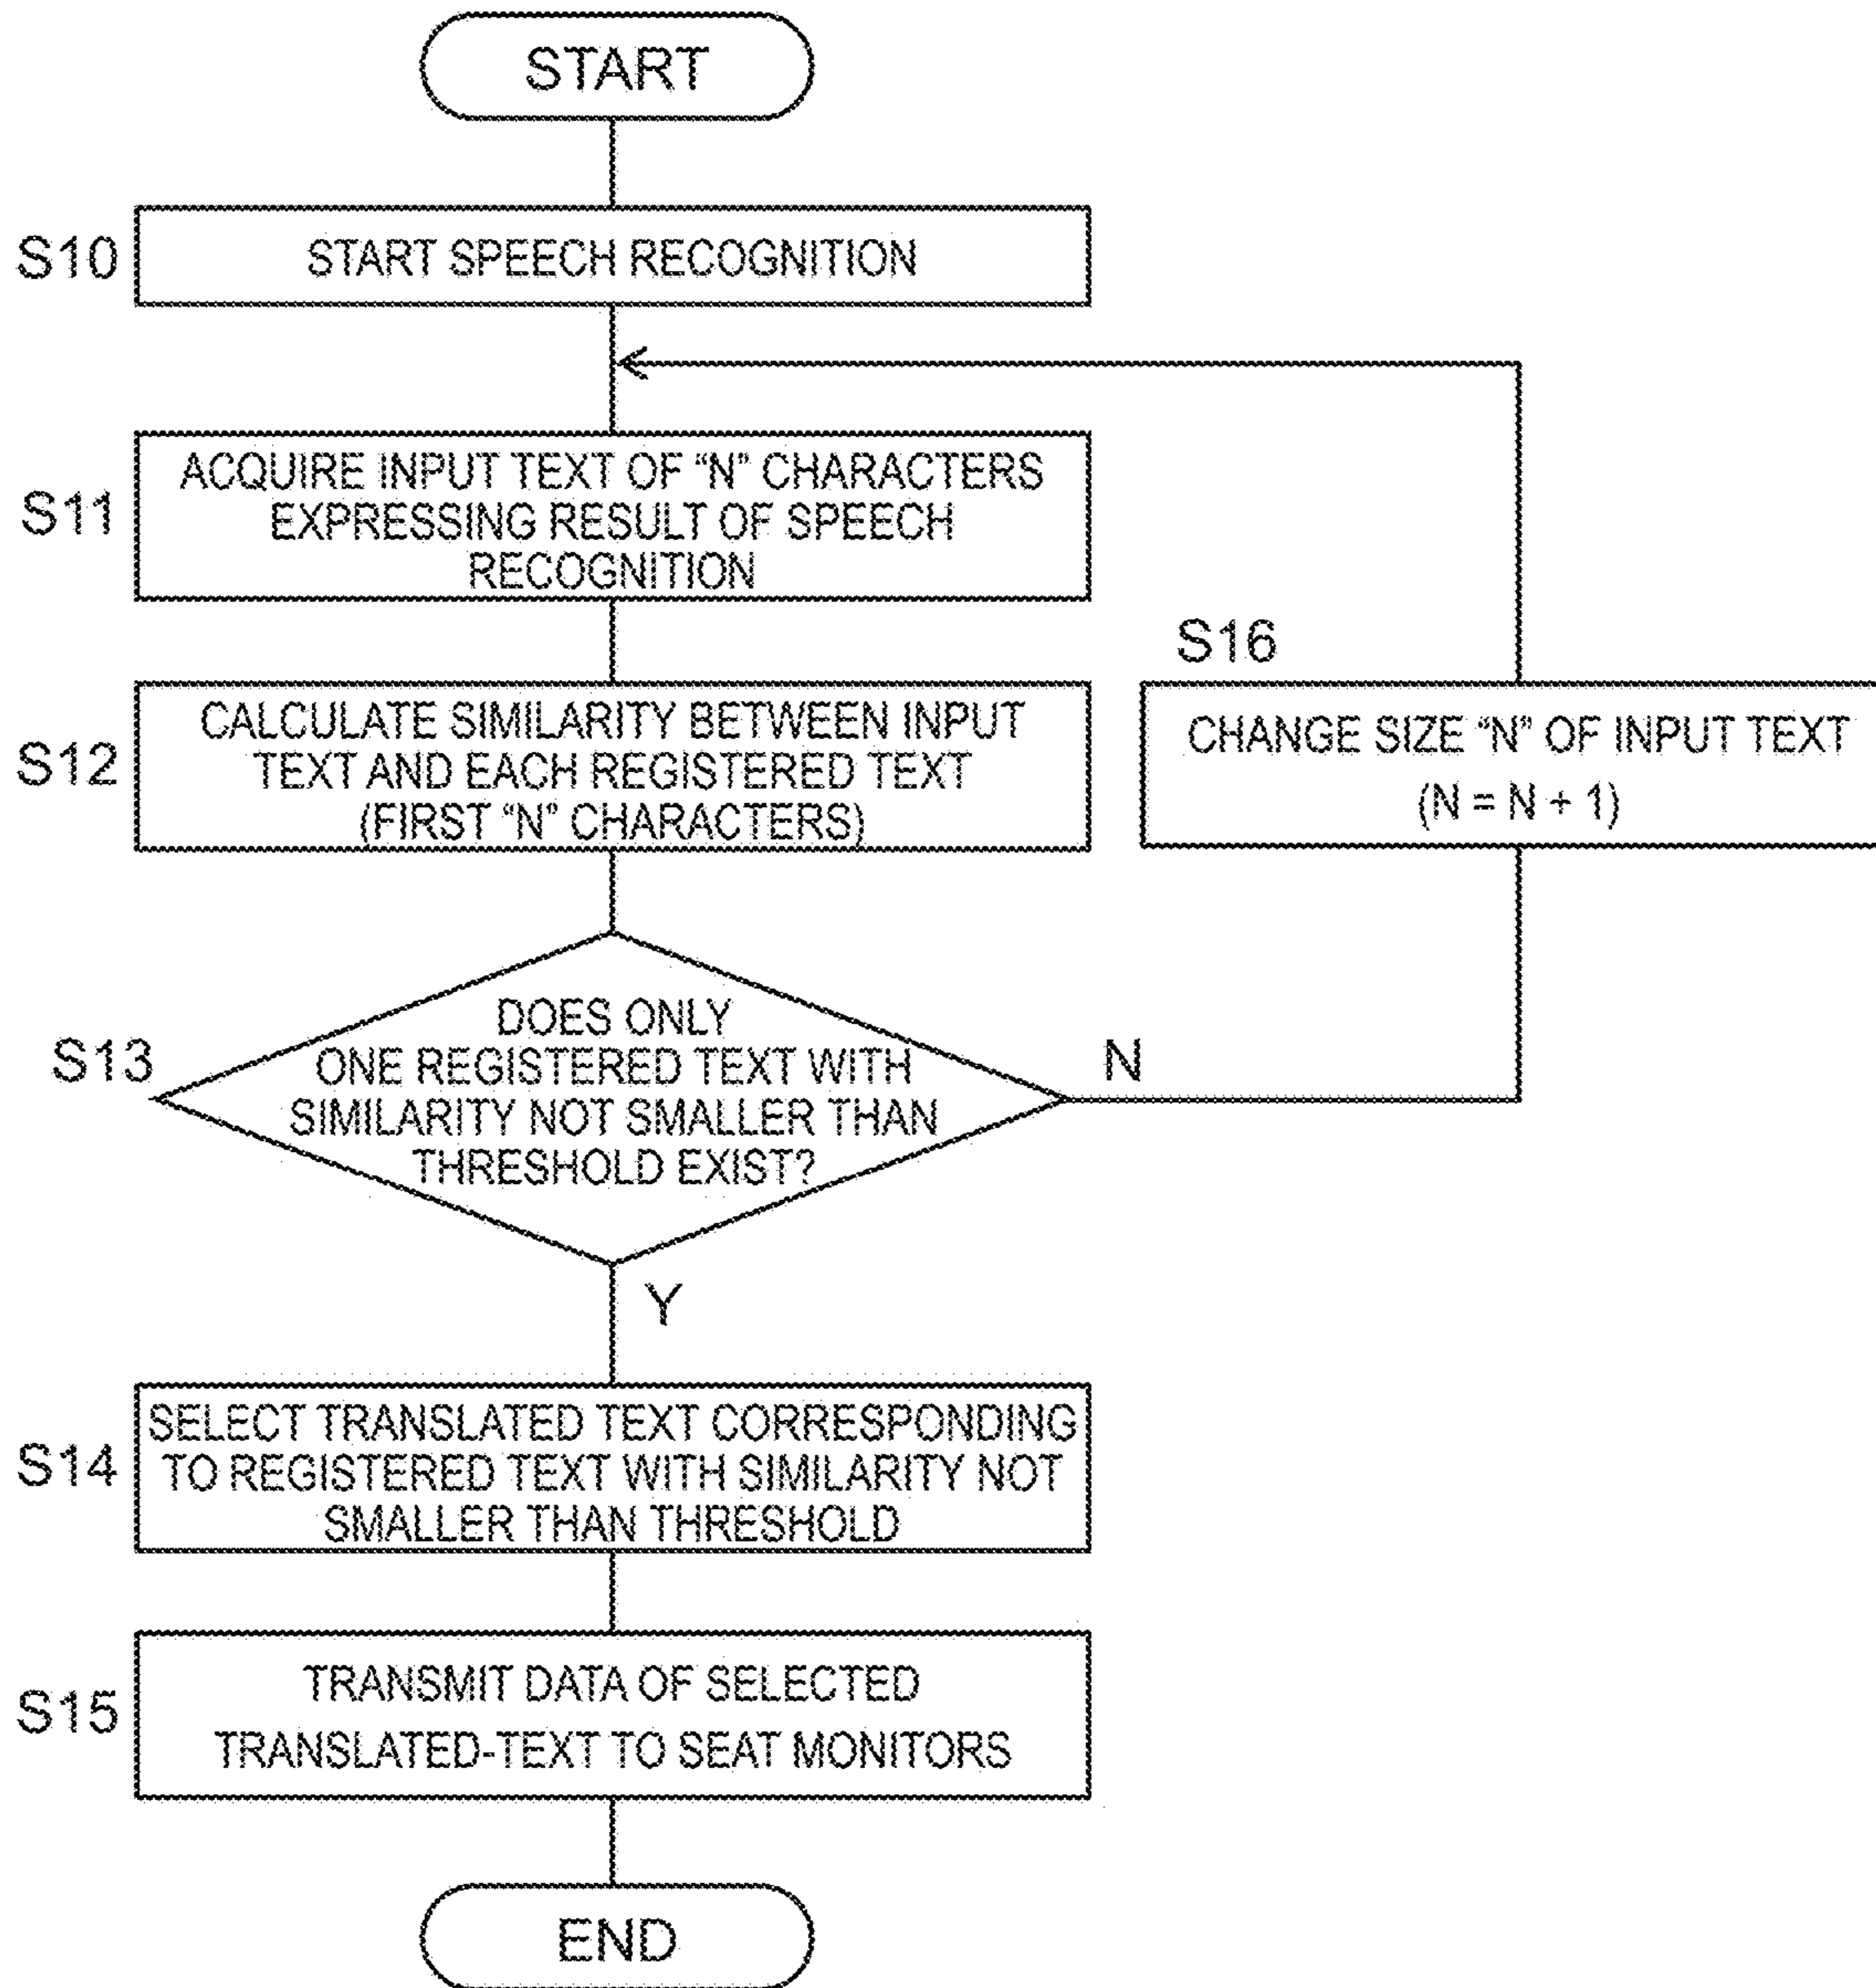 START
S10
START SPEECH RECOGNITION
S11
ACQUIRE INPUT TEXT OF “N” CHARACTERS
EXPRESSING RESULT OF SPEECH
RECOGNITION
S12
CALCULATE SIMILARITY BETWEEN INPUT
TEXT AND EACH REGISTERED TEXT
(FIRST “N” CHARACTERS)
S16
CHANGE SIZE “N” OF INPUT TEXT
(N = N + 1)
S13
DOES ONLY
ONE REGISTERED TEXT WITH
SIMILARITY NOT SMALLER THAN
THRESHOLD EXIST?
N
Y
S14
SELECT TRANSLATED TEXT CORRESPONDING
TO REGISTERED TEXT WITH SIMILARITY NOT
SMALLER THAN THRESHOLD
S15
TRANSMIT DATA OF SELECTED
TRANSLATED-TEXT TO SEAT MONITORS
END